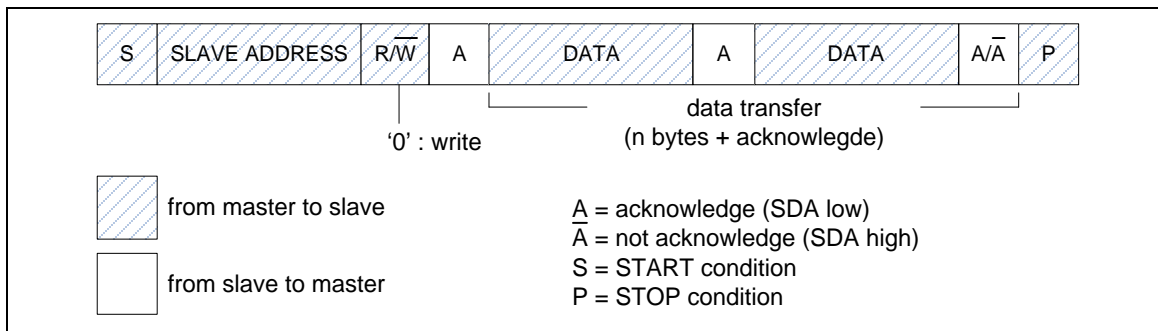 S SLAVE ADDRESS R/W̅ A DATA A DATA A/A̅ P
data transfer
(n bytes + acknowlegde)
‘0’ : write
from master to slave
from slave to master
A = acknowledge (SDA low)
A̅ = not acknowledge (SDA high)
S = START condition
P = STOP condition